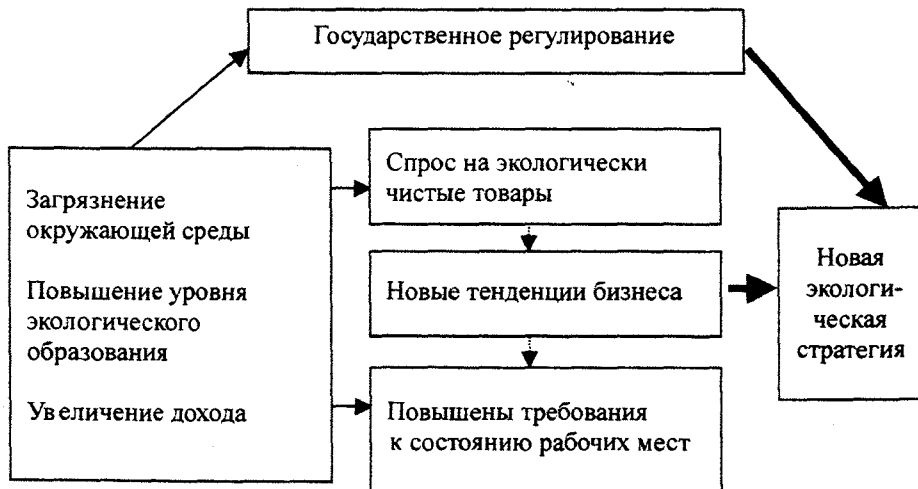 Государственное регулирование
Загрязнение
окружающей среды
Повышение уровня
экологического
образования
Увеличение дохода
Спрос на экологически
чистые товары
Новые тенденции бизнеса
Повышены требования
к состоянию рабочих мест
Новая
экологи-
ческая
стратегия